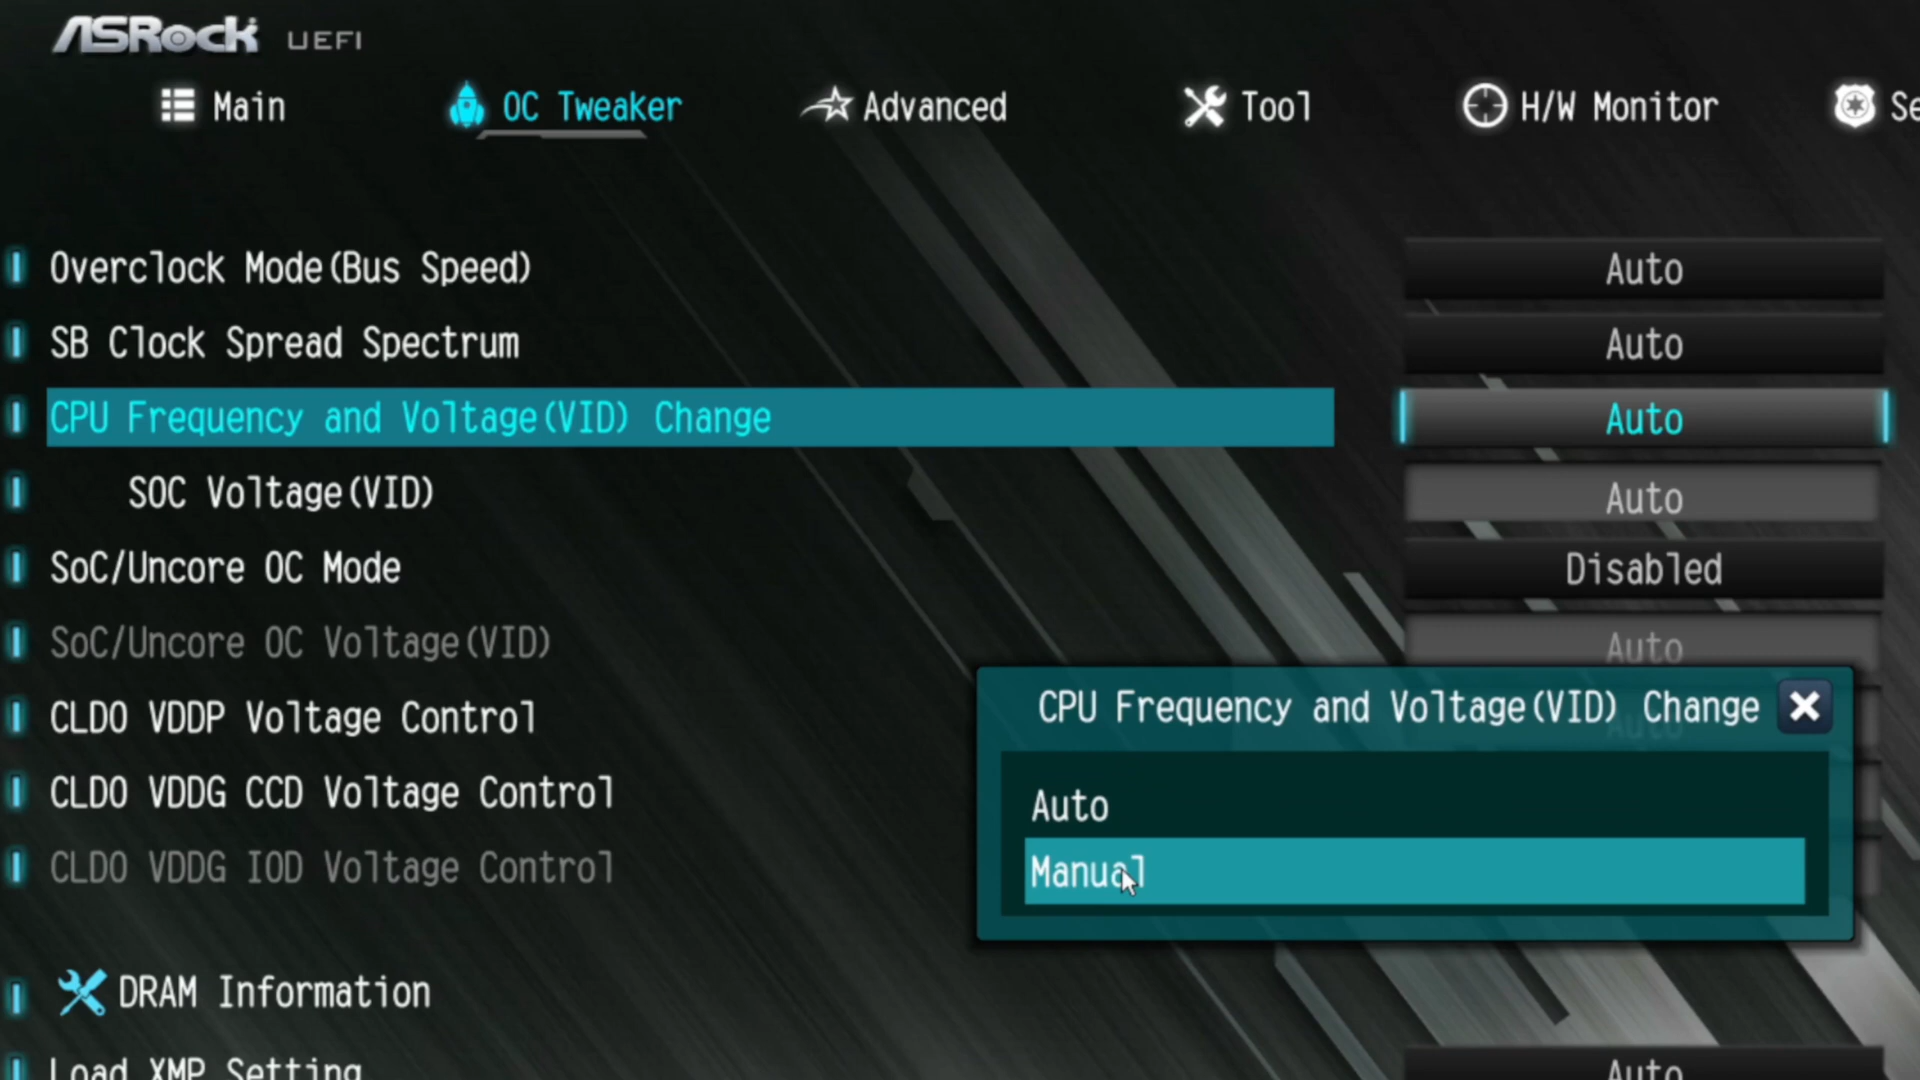 ASRock UEFI
Main OC Tweaker Advanced Tool H/W Monitor Se
Overclock Mode(Bus Speed) Auto
SB Clock Spread Spectrum Auto
CPU Frequency and Voltage(VID) Change Auto
SOC Voltage(VID) Auto
SoC/Uncore OC Mode Disabled
SoC/Uncore OC Voltage(VID) Auto
CLDO VDDP Voltage Control Auto
CLDO VDDG CCD Voltage Control
CLDO VDDG IOD Voltage Control
CPU Frequency and Voltage(VID) Change
Auto
Manual
DRAM Information
Load XMP Setting Auto